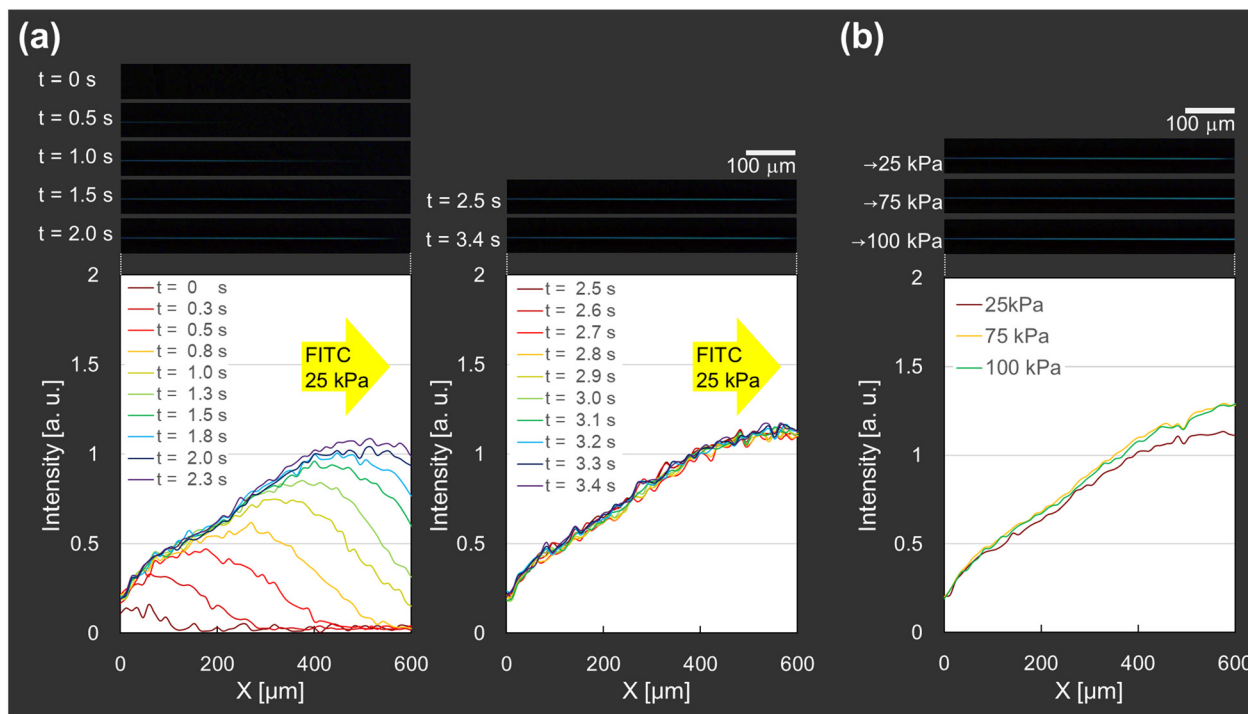 (a)
t = 0 s
t = 0.5 s
t = 1.0 s
t = 1.5 s
t = 2.0 s
100 μm
t = 2.5 s
t = 3.4 s
2
1.5
1
0.5
0
Intensity [a. u.]
t = 0 s
t = 0.3 s
t = 0.5 s
t = 0.8 s
t = 1.0 s
t = 1.3 s
t = 1.5 s
t = 1.8 s
t = 2.0 s
t = 2.3 s
FITC
25 kPa
0 200 400 600
X [μm]
2
1.5
1
0.5
0
Intensity [a. u.]
t = 2.5 s
t = 2.6 s
t = 2.7 s
t = 2.8 s
t = 2.9 s
t = 3.0 s
t = 3.1 s
t = 3.2 s
t = 3.3 s
t = 3.4 s
FITC
25 kPa
0 200 400 600
X [μm]
(b)
100 μm
→25 kPa
→75 kPa
→100 kPa
2
1.5
1
0.5
0
Intensity [a. u.]
25kPa
75 kPa
100 kPa
0 200 400 600
X [μm]